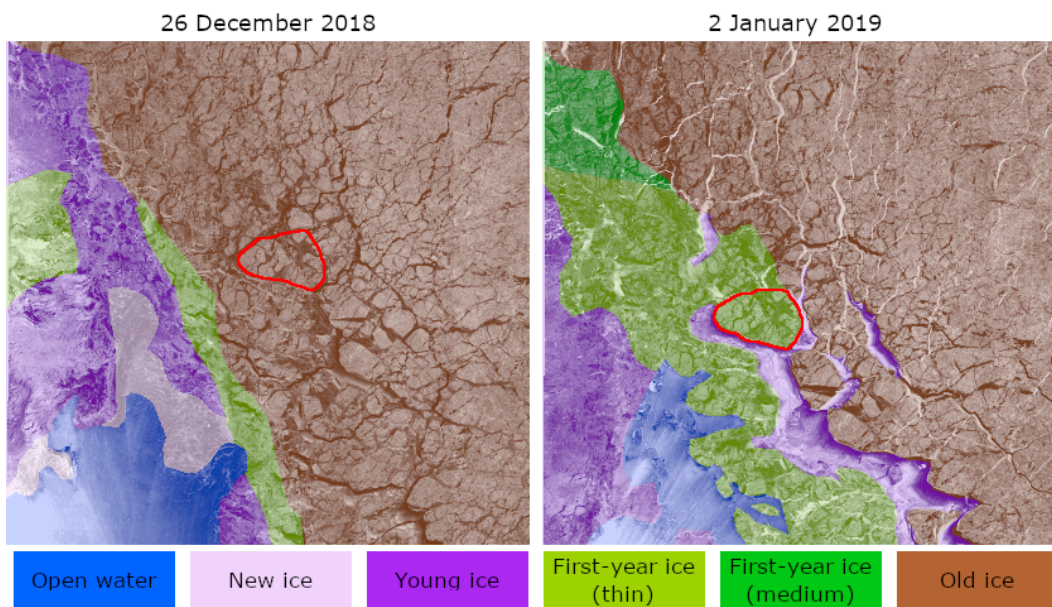 26 December 2018
2 January 2019
Open water
New ice
Young ice
First-year ice
(thin)
First-year ice
(medium)
Old ice